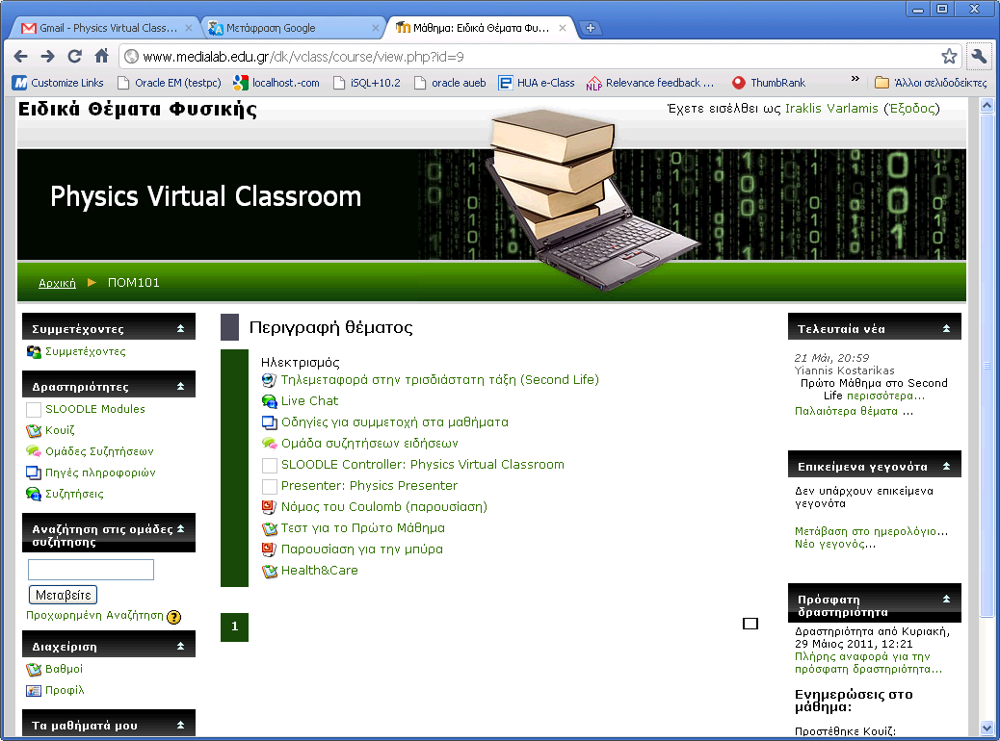 Gmail - Physics Virtual Class...
Μετάφραση Google
Μάθημα: Ειδικά Θέματα Φυ...
www.medialab.edu.gr/dk/vclass/course/view.php?id=9
Customize Links
Oracle EM (testpc)
localhost.-com
iSQL+10.2
oracle aueb
HUA e-Class
NLP
Relevance feedback ...
ThumbRank
»
Άλλοι σελιδοδείκτες
Ειδικά Θέματα Φυσικής
Έχετε εισέλθει ως Iraklis Varlamis (Έξοδος)
Physics Virtual Classroom
Αρχική ► ΠΟΜ101
Συμμετέχοντες
Συμμετέχοντες
Δραστηριότητες
SLOODLE Modules
Κουίζ
Ομάδες Συζητήσεων
Πηγές πληροφοριών
Συζητήσεις
Αναζήτηση στις ομάδες
συζήτησης
Μεταβείτε
Προχωρημένη Αναζήτηση ?
Διαχείριση
Βαθμοί
Προφίλ
Τα μαθήματά μου
Περιγραφή θέματος
Ηλεκτρισμός
Τηλεμεταφορά στην τρισδιάστατη τάξη (Second Life)
Live Chat
Οδηγίες για συμμετοχή στα μαθήματα
Ομάδα συζητήσεων ειδήσεων
SLOODLE Controller: Physics Virtual Classroom
Presenter: Physics Presenter
Νόμος του Coulomb (παρουσίαση)
Τεστ για το Πρώτο Μάθημα
Παρουσίαση για την μπύρα
Health&Care
1
Τελευταία νέα
21 Μάι, 20:59
Yiannis Kostarikas
Πρώτο Μάθημα στο Second
Life περισσότερα...
Παλαιότερα θέματα ...
Επικείμενα γεγονότα
Δεν υπάρχουν επικείμενα
γεγονότα
Μετάβαση στο ημερολόγιο...
Νέο γεγονός...
Πρόσφατη
δραστηριότητα
Δραστηριότητα από Κυριακή,
29 Μάιος 2011, 12:21
Πλήρης αναφορά για την
πρόσφατη δραστηριότητα...
Ενημερώσεις στο
μάθημα:
Προστέθηκε Κουίζ: